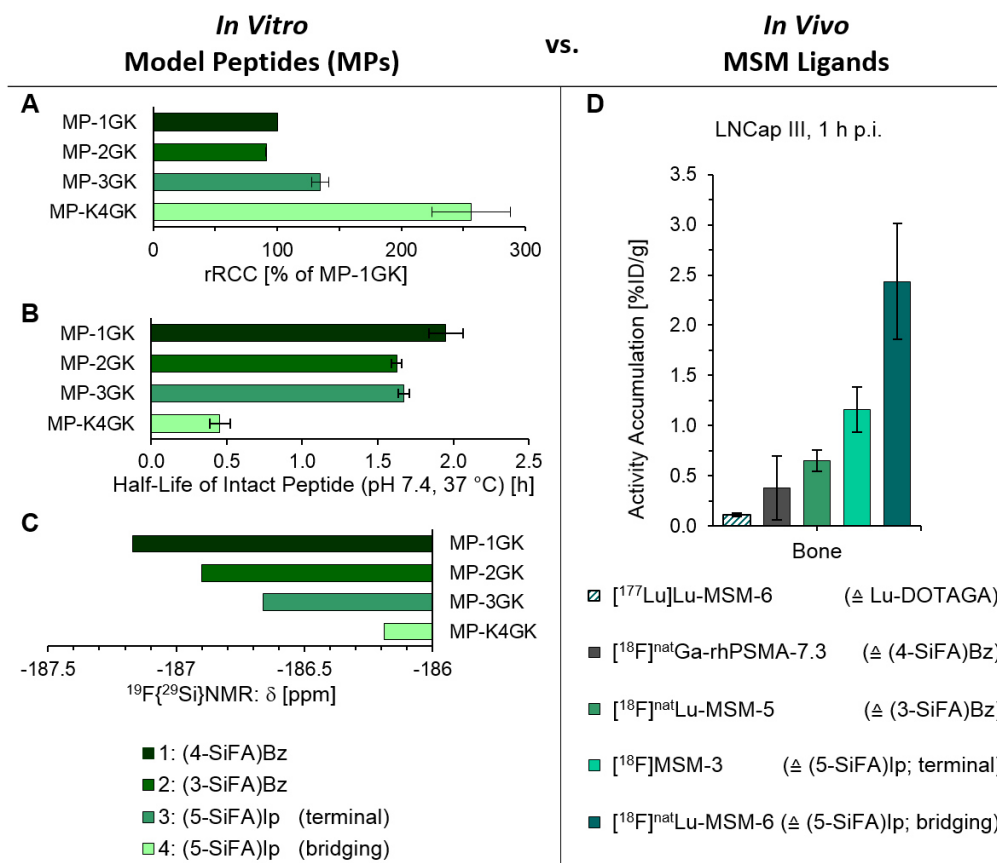 In Vitro
Model Peptides (MPs)
vs.
In Vivo
MSM Ligands
A
MP-1GK
MP-2GK
MP-3GK
MP-K4GK
0 100 200 300
rRCC [% of MP-1GK]
B
MP-1GK
MP-2GK
MP-3GK
MP-K4GK
0.0 0.5 1.0 1.5 2.0 2.5
Half-Life of Intact Peptide (pH 7.4, 37 °C) [h]
C
MP-1GK
MP-2GK
MP-3GK
MP-K4GK
-187.5 -187 -186.5 -186
¹⁹F{²⁹Si}NMR: δ [ppm]
1: (4-SiFA)Bz
2: (3-SiFA)Bz
3: (5-SiFA)Ip (terminal)
4: (5-SiFA)Ip (bridging)
D
LNCap III, 1 h p.i.
Activity Accumulation [%ID/g]
3.5
3.0
2.5
2.0
1.5
1.0
0.5
0.0
Bone
[¹⁷⁷Lu]Lu-MSM-6 (≙ Lu-DOTAGA)
[¹⁸F]ⁿᵃᵗGa-rhPSMA-7.3 (≙ (4-SiFA)Bz)
[¹⁸F]ⁿᵃᵗLu-MSM-5 (≙ (3-SiFA)Bz)
[¹⁸F]MSM-3 (≙ (5-SiFA)Ip; terminal)
[¹⁸F]ⁿᵃᵗLu-MSM-6 (≙ (5-SiFA)Ip; bridging)